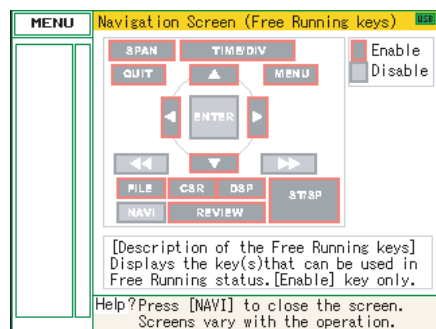 MENU
Navigation Screen (Free Running keys) USB
SPAN TIME/DIV
Enable
QUIT MENU
Disable
ENTER
FILE CSR DSP ST/SP
NAVI REVIEW
[Description of the Free Running keys]
Displays the key(s)that can be used in
Free Running status.[Enable] key only.
Help? Press [NAVI] to close the screen.
Screens vary with the operation.